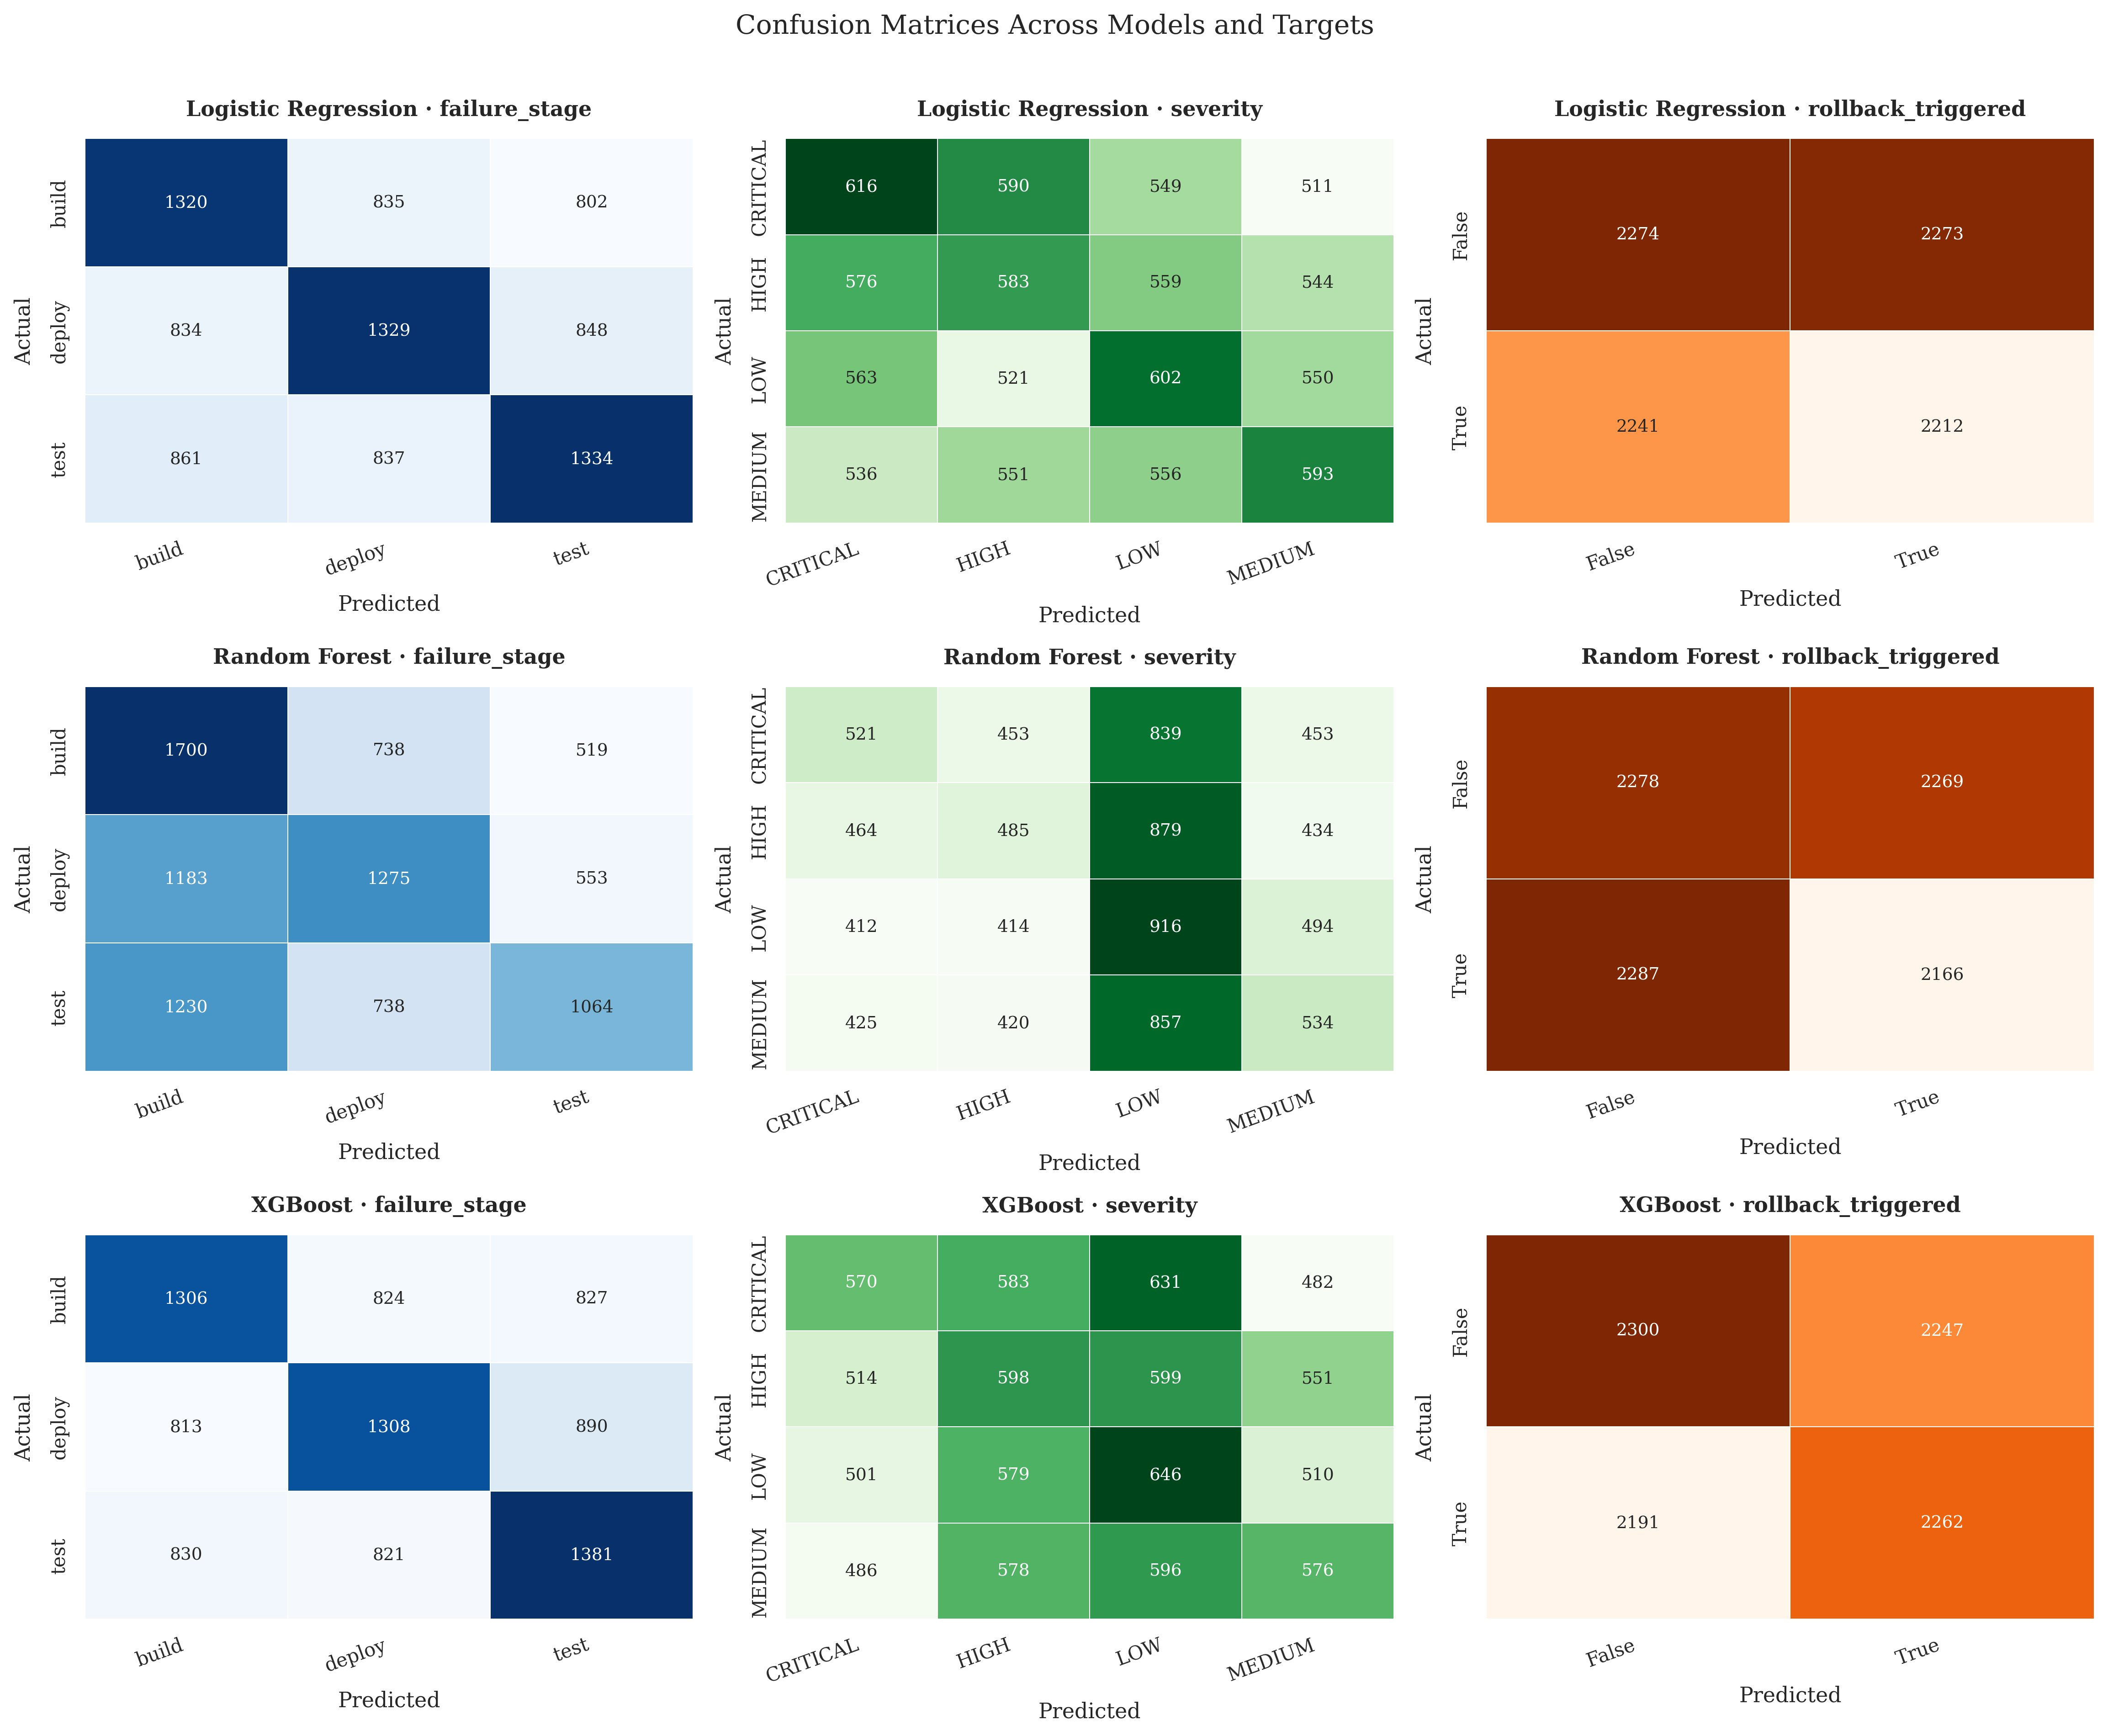 Confusion Matrices Across Models and Targets
Logistic Regression · failure_stage
Actual
build
1320 835 802
deploy
834 1329 848
test
861 837 1334
build deploy test
Predicted
Logistic Regression · severity
Actual
CRITICAL
616 590 549 511
HIGH
576 583 559 544
LOW
563 521 602 550
MEDIUM
536 551 556 593
CRITICAL HIGH LOW MEDIUM
Predicted
Logistic Regression · rollback_triggered
Actual
False
2274 2273
True
2241 2212
False True
Predicted
Random Forest · failure_stage
Actual
build
1700 738 519
deploy
1183 1275 553
test
1230 738 1064
build deploy test
Predicted
Random Forest · severity
Actual
CRITICAL
521 453 839 453
HIGH
464 485 879 434
LOW
412 414 916 494
MEDIUM
425 420 857 534
CRITICAL HIGH LOW MEDIUM
Predicted
Random Forest · rollback_triggered
Actual
False
2278 2269
True
2287 2166
False True
Predicted
XGBoost · failure_stage
Actual
build
1306 824 827
deploy
813 1308 890
test
830 821 1381
build deploy test
Predicted
XGBoost · severity
Actual
CRITICAL
570 583 631 482
HIGH
514 598 599 551
LOW
501 579 646 510
MEDIUM
486 578 596 576
CRITICAL HIGH LOW MEDIUM
Predicted
XGBoost · rollback_triggered
Actual
False
2300 2247
True
2191 2262
False True
Predicted